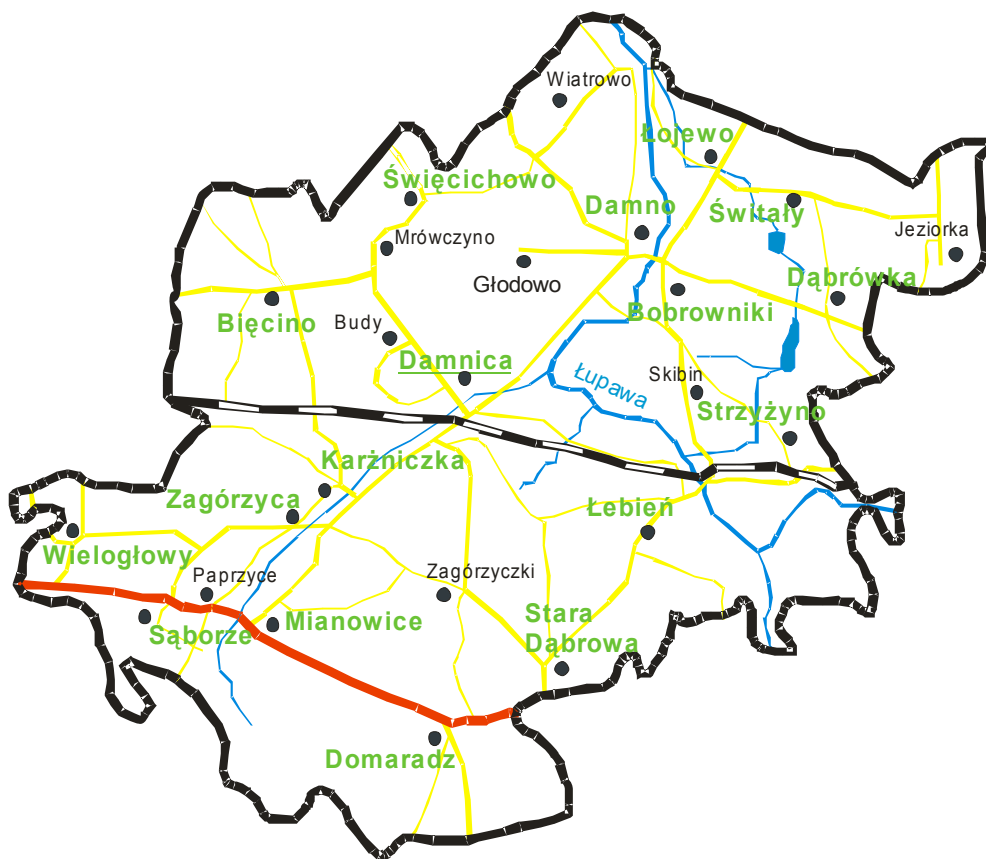 Wiatrowo
Łojewo
Święcichowo
Damno
Świtały
Jeziorka
Mrówczyno
Głodowo
Dąbrówka
Bięcino
Budy
Bobrowniki
Damnica
Łupawa
Skibin
Strzyżyno
Karżniczka
Zagórzyca
Łebień
Wielogłowy
Paprzyce
Zagórzyczki
Sąborze
Mianowice
Stara
Dąbrowa
Domaradz